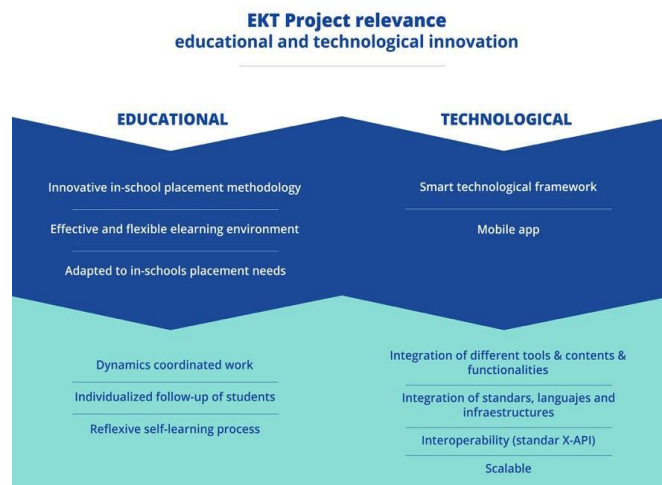 EKT Project relevance
educational and technological innovation
EDUCATIONAL
Innovative in-school placement methodology
Effective and flexible elearning environment
Adapted to in-schools placement needs
Dynamics coordinated work
Individualized follow-up of students
Reflexive self-learning process
TECHNOLOGICAL
Smart technological framework
Mobile app
Integration of different tools & contents &
functionalities
Integration of standars, languajes and
infraestructures
Interoperability (standar X-API)
Scalable